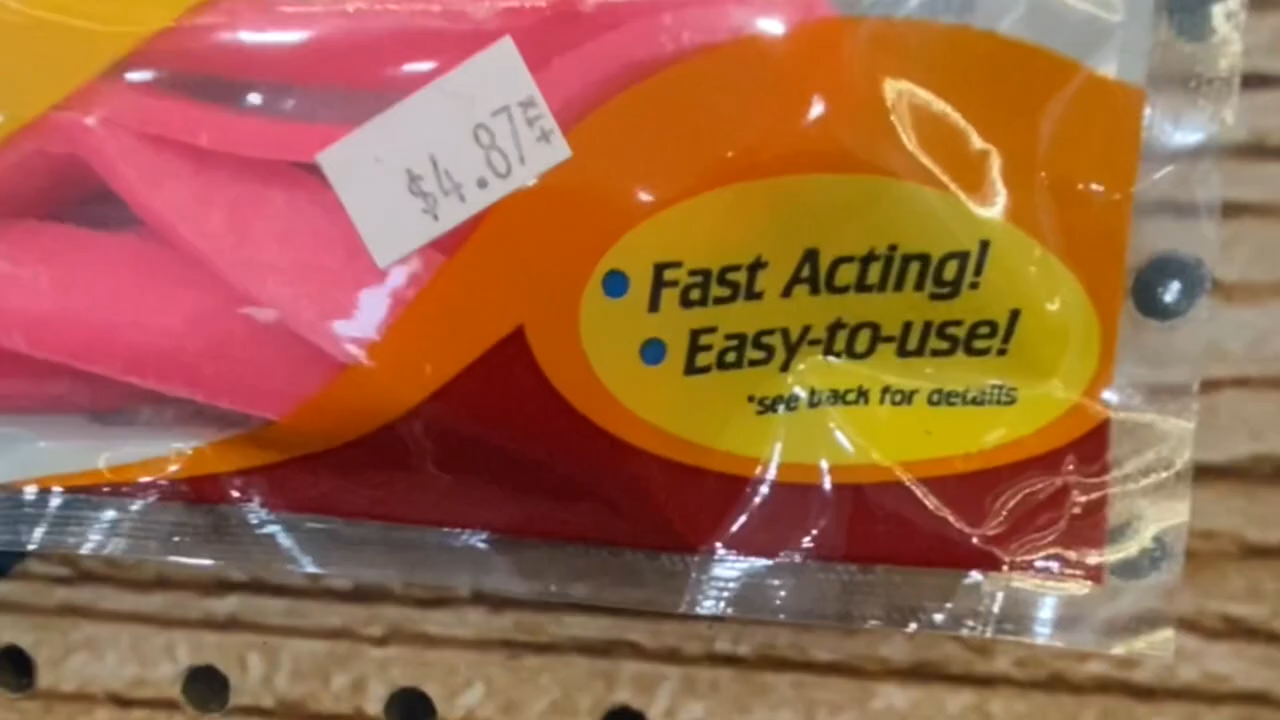 $4.87
• Fast Acting!
• Easy-to-use!
*see back for details